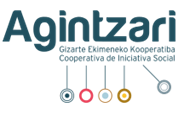 Agintzari
Gizarte Ekimeneko Kooperatiba
Cooperativa de Iniciativa Social